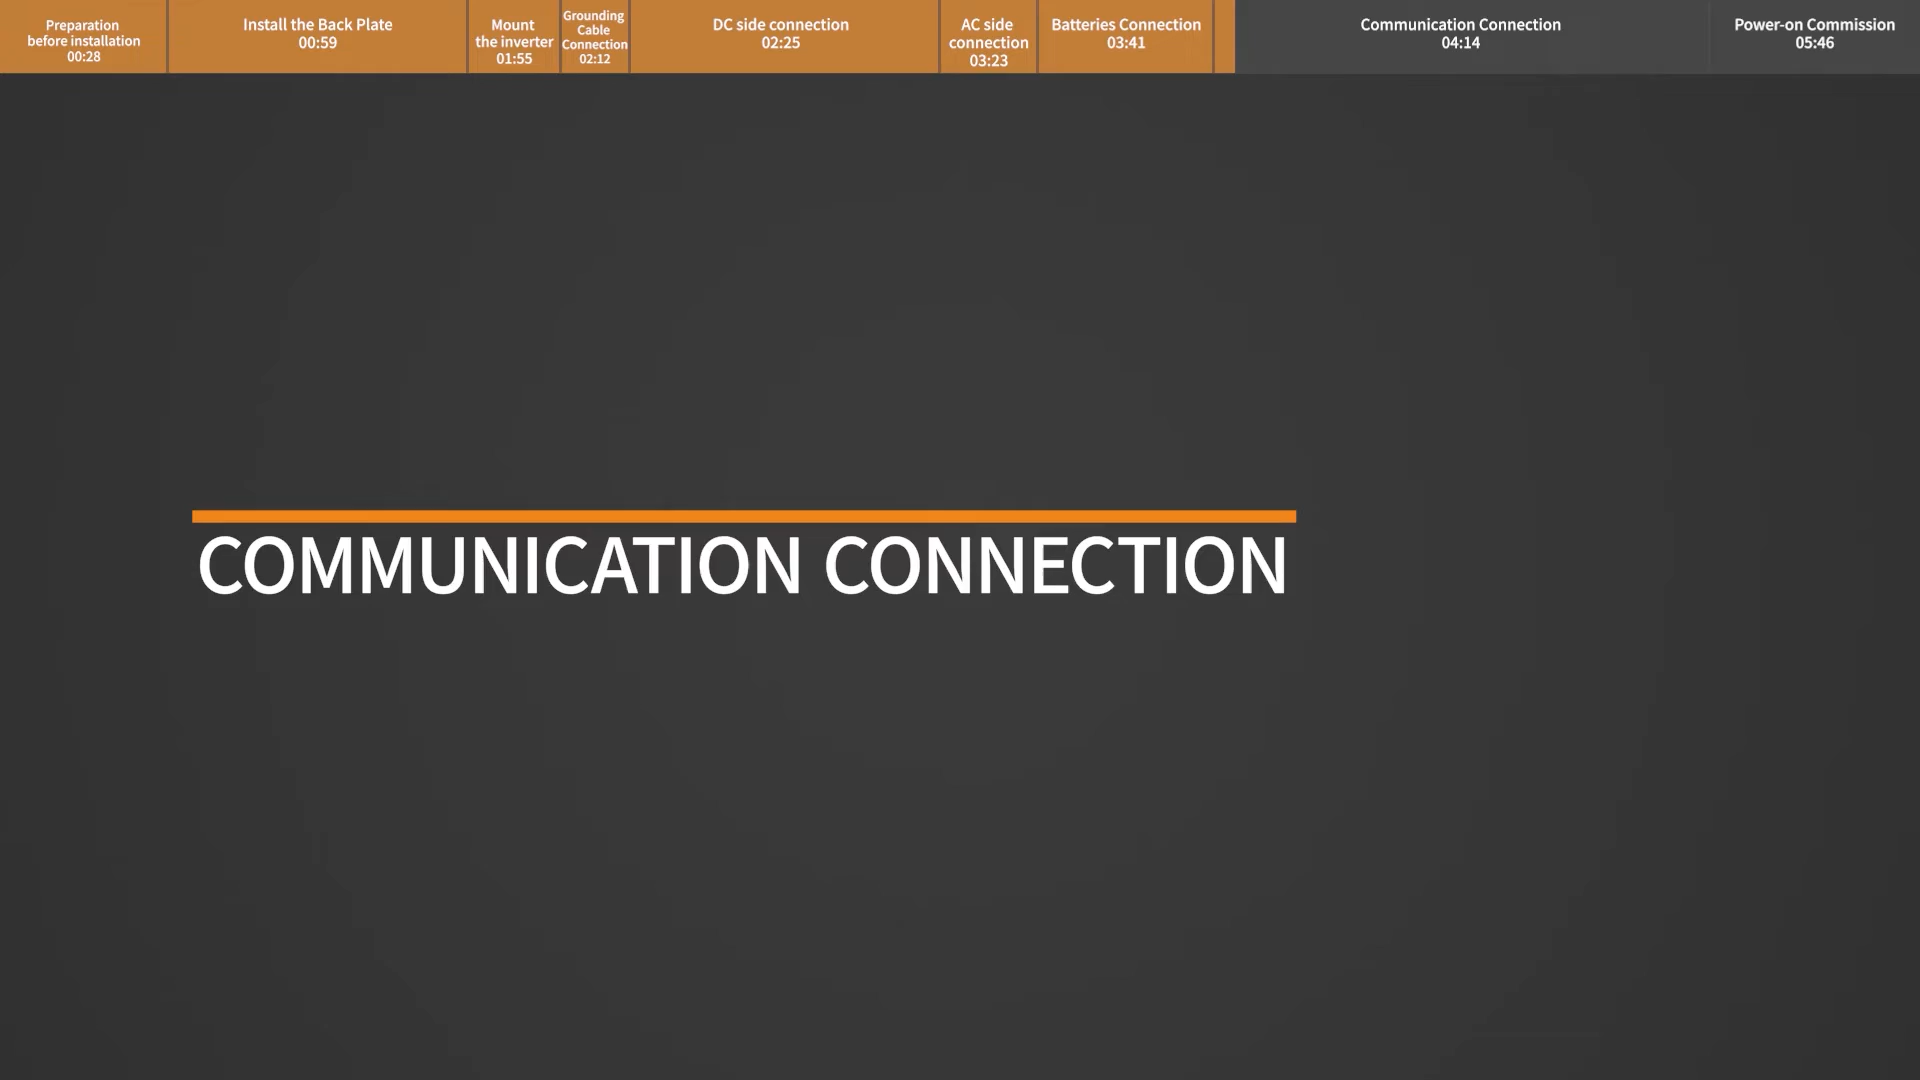 Preparation
before installation
00:28
Install the Back Plate
00:59
Mount
the inverter
01:55
Grounding
Cable
Connection
02:12
DC side connection
02:25
AC side
connection
03:23
Batteries Connection
03:41
Communication Connection
04:14
Power-on Commission
05:46
COMMUNICATION CONNECTION